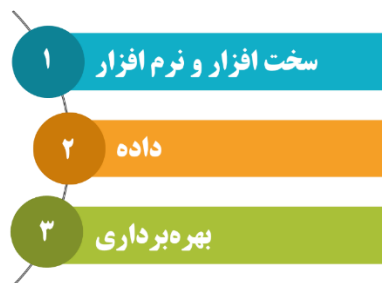 ۱ سخت افزار و نرم افزار
۲ داده
۳ بهره‌برداری